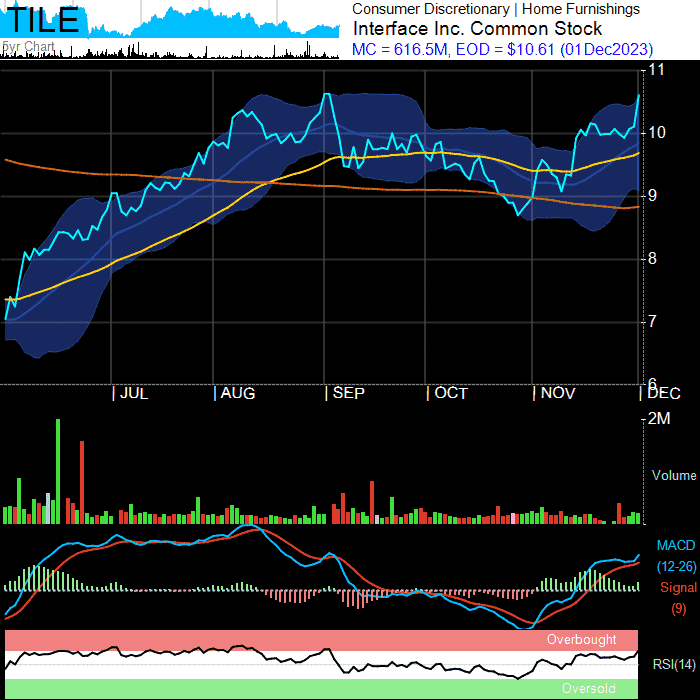 TILE
5yr Chart
Consumer Discretionary | Home Furnishings
Interface Inc. Common Stock
MC = 616.5M, EOD = $10.61 (01Dec2023)
11
10
9
8
7
6
JUL AUG SEP OCT NOV DEC
2M
Volume
MACD
(12-26)
Signal
(9)
Overbought
RSI(14)
Oversold